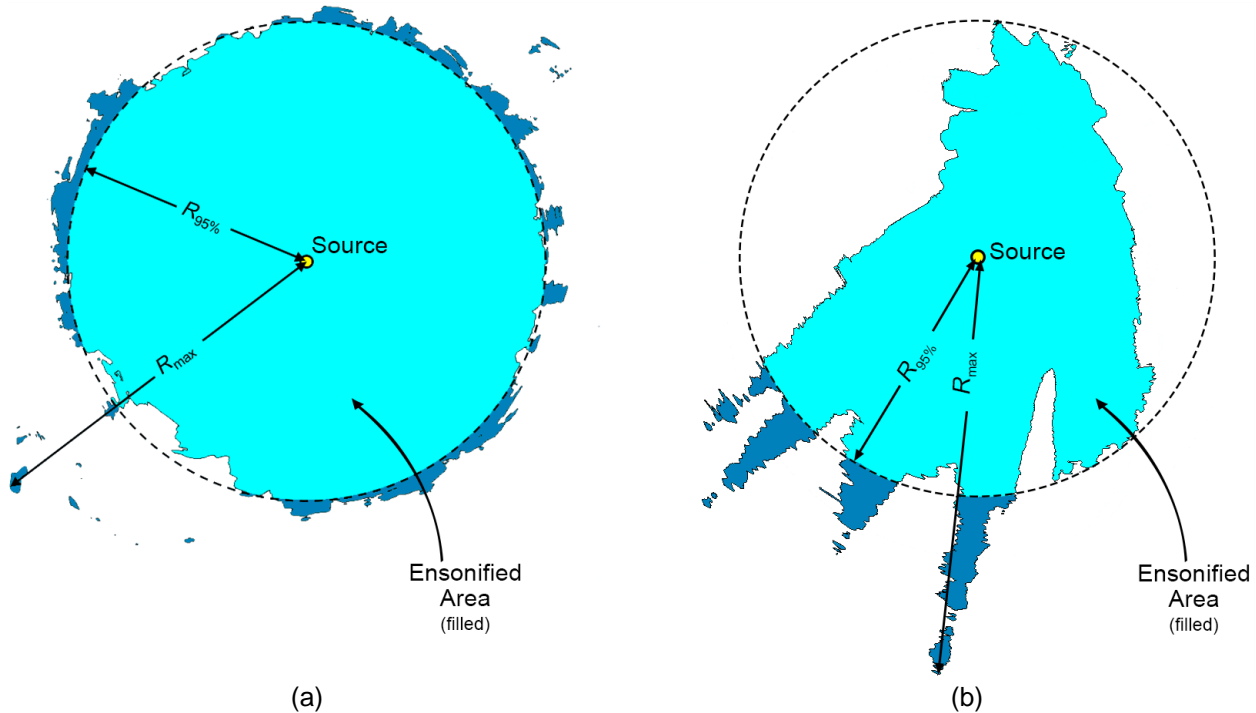 R95%
Source
Rmax
Ensonified
Area
(filled)
(a)
Source
R95%
Rmax
Ensonified
Area
(filled)
(b)